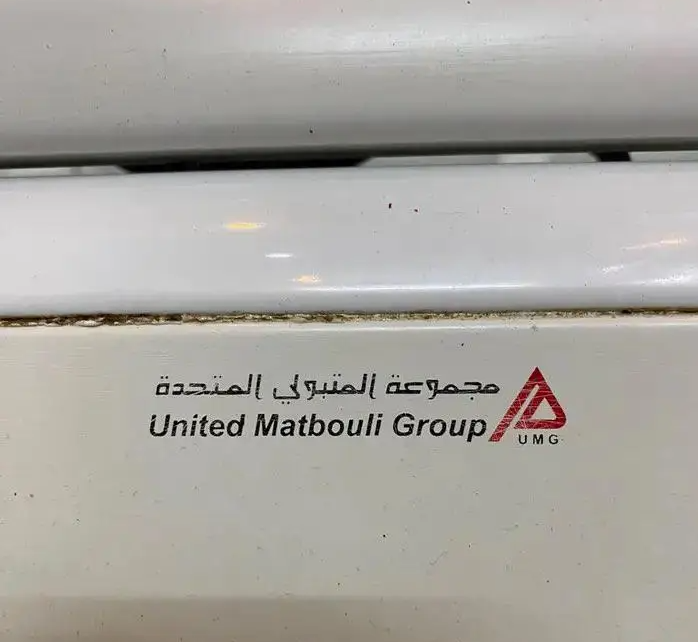 مجموعة المتبولي المتحدة
United Matbouli Group
UMG